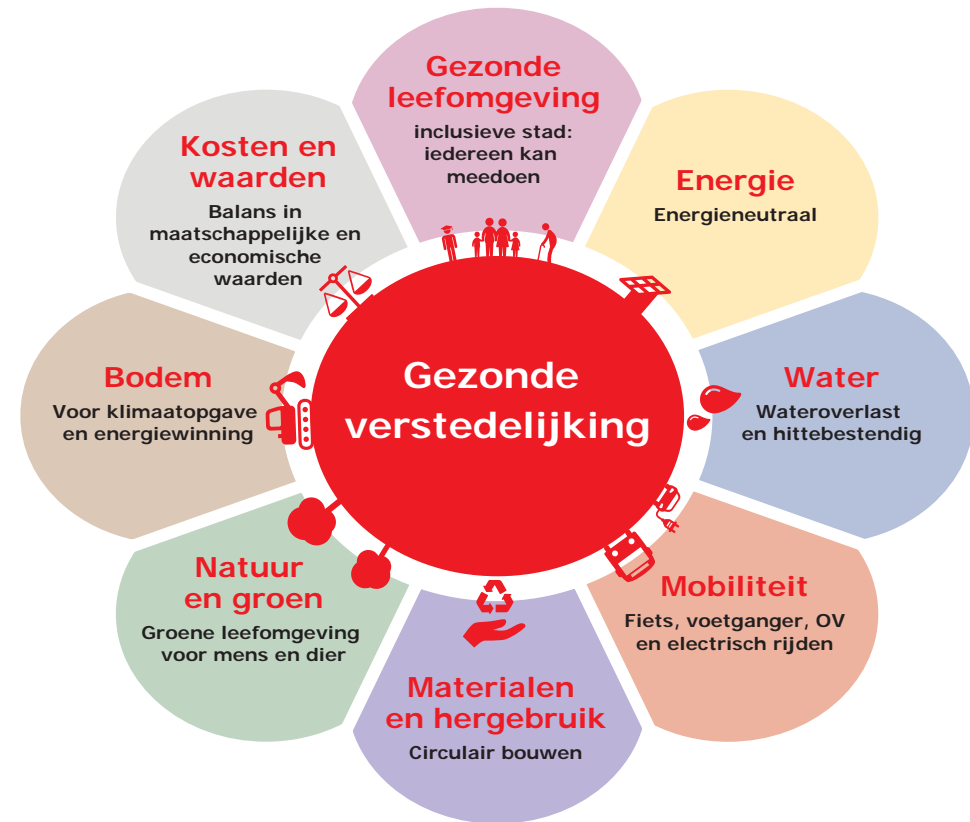 Gezonde
leefomgeving
inclusieve stad:
iedereen kan
meedoen
Energie
Energieneutraal
Water
Wateroverlast
en hittebestendig
Mobiliteit
Fiets, voetganger, OV
en electrisch rijden
Materialen
en hergebruik
Circulair bouwen
Natuur
en groen
Groene leefomgeving
voor mens en dier
Bodem
Voor klimaatopgave
en energiewinning
Kosten en
waarden
Balans in
maatschappelijke en
economische
waarden
Gezonde
verstedelijking